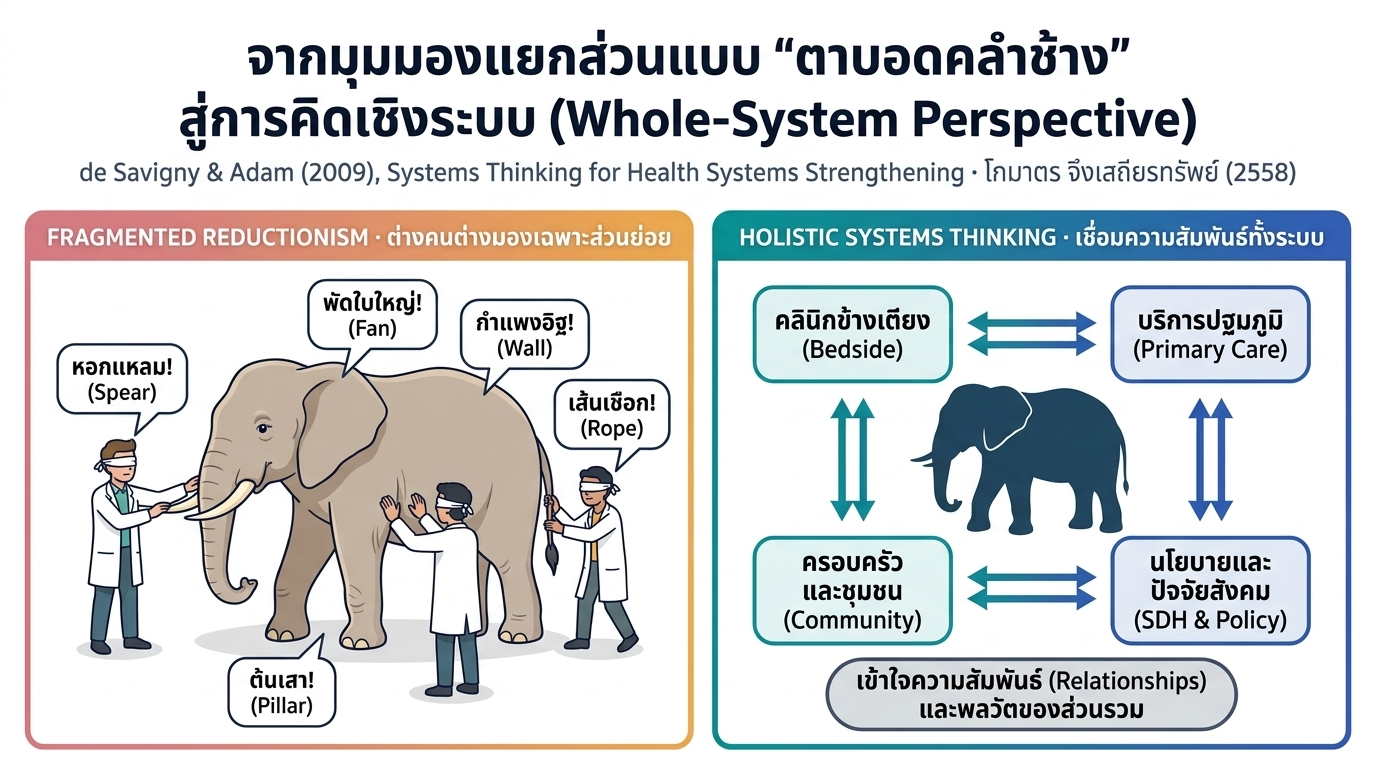 จากมุมมองแยกส่วนแบบ “ตาบอดคลำช้าง”
สู่การคิดเชิงระบบ (Whole-System Perspective)
de Savigny & Adam (2009), Systems Thinking for Health Systems Strengthening · โกมาตร จึงเสถียรทรัพย์ (2558)
FRAGMENTED REDUCTIONISM · ต่างคนต่างมองเฉพาะส่วนย่อย
พัดใบใหญ่!
(Fan)
กำแพงอิฐ!
(Wall)
หอกแหลม!
(Spear)
เส้นเชือก!
(Rope)
ต้นเสา!
(Pillar)
HOLISTIC SYSTEMS THINKING · เชื่อมความสัมพันธ์ทั้งระบบ
คลินิกข้างเตียง
(Bedside)
บริการปฐมภูมิ
(Primary Care)
ครอบครัว
และชุมชน
(Community)
นโยบายและ
ปัจจัยสังคม
(SDH & Policy)
เข้าใจความสัมพันธ์ (Relationships)
และพลวัตของส่วนรวม